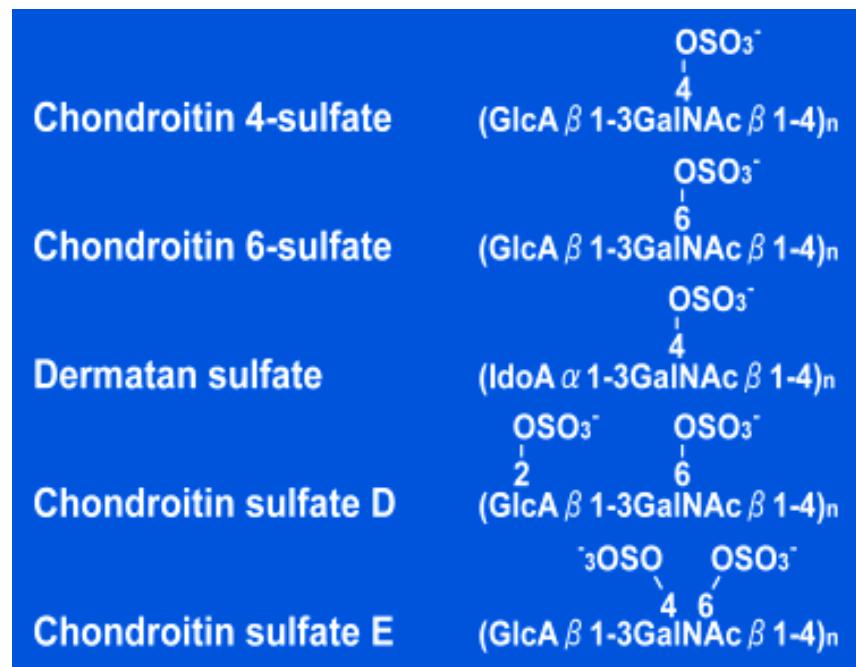 OSO3-
4
Chondroitin 4-sulfate (GlcA β 1-3GalNAc β 1-4)n
OSO3-
6
Chondroitin 6-sulfate (GlcA β 1-3GalNAc β 1-4)n
OSO3-
4
Dermatan sulfate (IdoA α 1-3GalNAc β 1-4)n
OSO3- OSO3-
2 6
Chondroitin sulfate D (GlcA β 1-3GalNAc β 1-4)n
-3OSO OSO3-
4 6
Chondroitin sulfate E (GlcA β 1-3GalNAc β 1-4)n